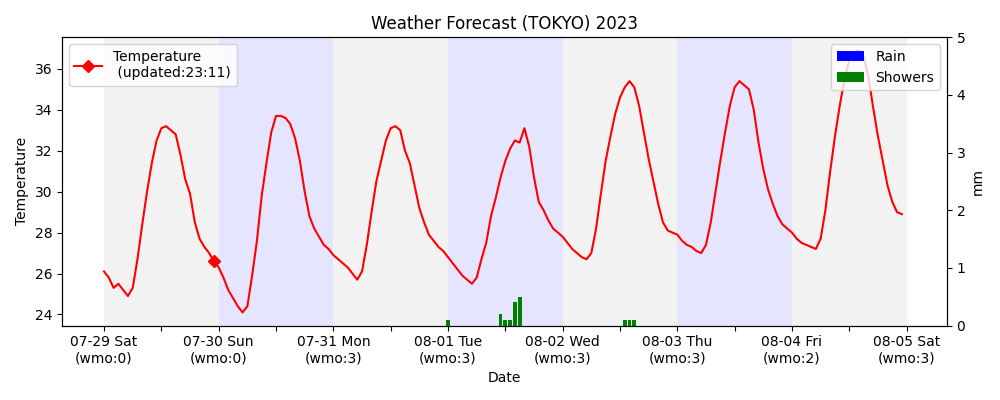 Weather Forecast (TOKYO) 2023
Temperature
(updated:23:11)
Rain
Showers
36
34
32
30
28
26
24
Temperature
5
4
3
2
1
0
mm
07-29 Sat 07-30 Sun 07-31 Mon 08-01 Tue 08-02 Wed 08-03 Thu 08-04 Fri 08-05 Sat
(wmo:0) (wmo:0) (wmo:3) (wmo:3) (wmo:3) (wmo:3) (wmo:2) (wmo:3)
Date